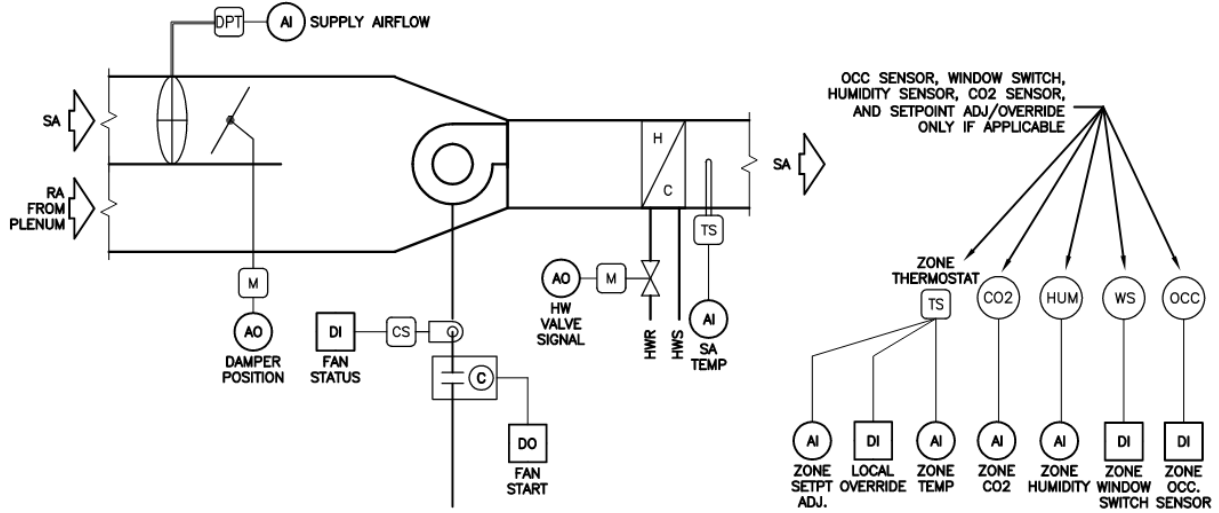 DPT
AI
SUPPLY AIRFLOW
SA
RA
FROM
PLENUM
M
AO
DAMPER
POSITION
DI
FAN
STATUS
CS
C
DO
FAN
START
H
C
SA
TS
AO
M
HW
VALVE
SIGNAL
HWR
HWS
AI
SA
TEMP
OCC SENSOR, WINDOW SWITCH,
HUMIDITY SENSOR, CO2 SENSOR,
AND SETPOINT ADJ/OVERRIDE
ONLY IF APPLICABLE
ZONE
THERMOSTAT
TS
CO2
HUM
WS
OCC
AI
DI
AI
AI
AI
DI
DI
ZONE
SETPT
ADJ.
LOCAL
OVERRIDE
ZONE
TEMP
ZONE
CO2
ZONE
HUMIDITY
ZONE
WINDOW
SWITCH
ZONE
OCC.
SENSOR